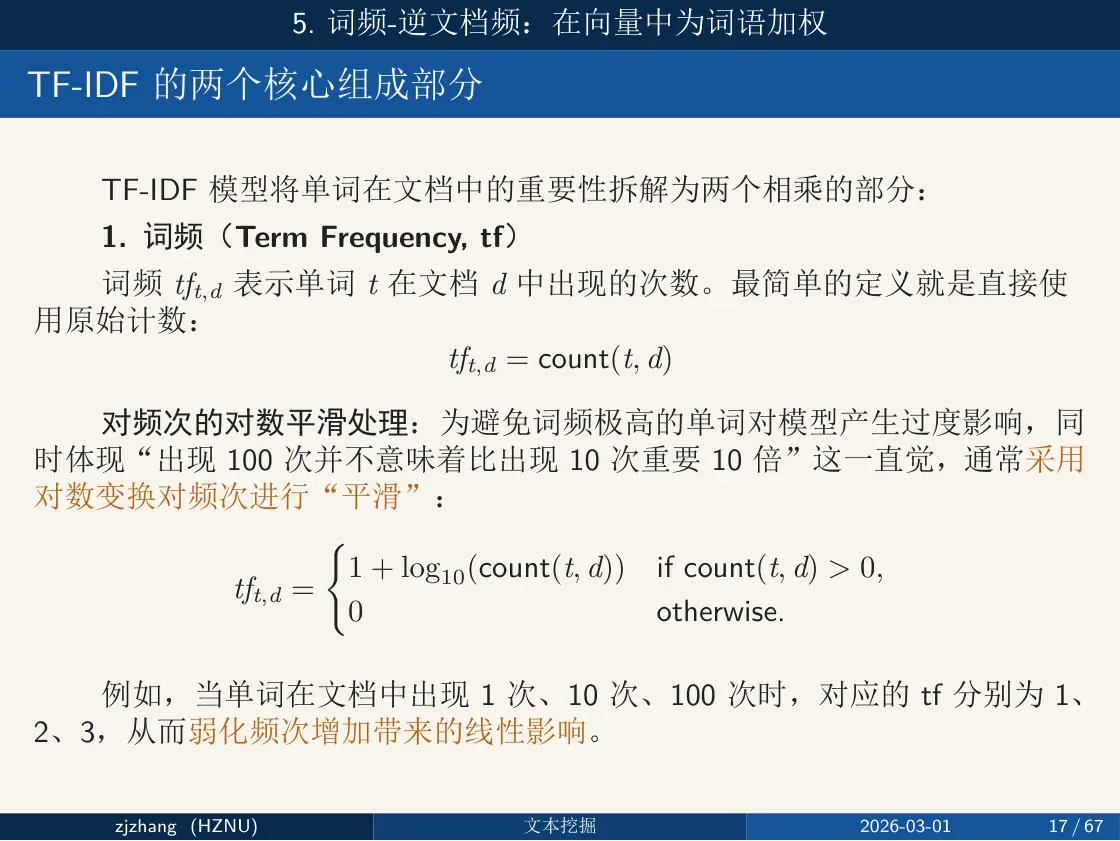 5. 词频-逆文档频：在向量中为词语加权
TF-IDF 的两个核心组成部分
TF-IDF 模型将单词在文档中的重要性拆解为两个相乘的部分：
1. 词频（Term Frequency, tf）
词频 tf_{t,d} 表示单词 t 在文档 d 中出现的次数。最简单的定义就是直接使
用原始计数：
tf_{t,d} = count(t, d)
对频次的对数平滑处理：为避免词频极高的单词对模型产生过度影响，同
时体现“出现 100 次并不意味着比出现 10 次重要 10 倍”这一直觉，通常采用
对数变换对频次进行“平滑”：
tf_{t,d} = { 1 + log_{10}(count(t, d)) if count(t, d) > 0,
0 otherwise.
例如，当单词在文档中出现 1 次、10 次、100 次时，对应的 tf 分别为 1、
2、3，从而弱化频次增加带来的线性影响。
zjzhang (HZNU) 文本挖掘 2026-03-01 17 / 67